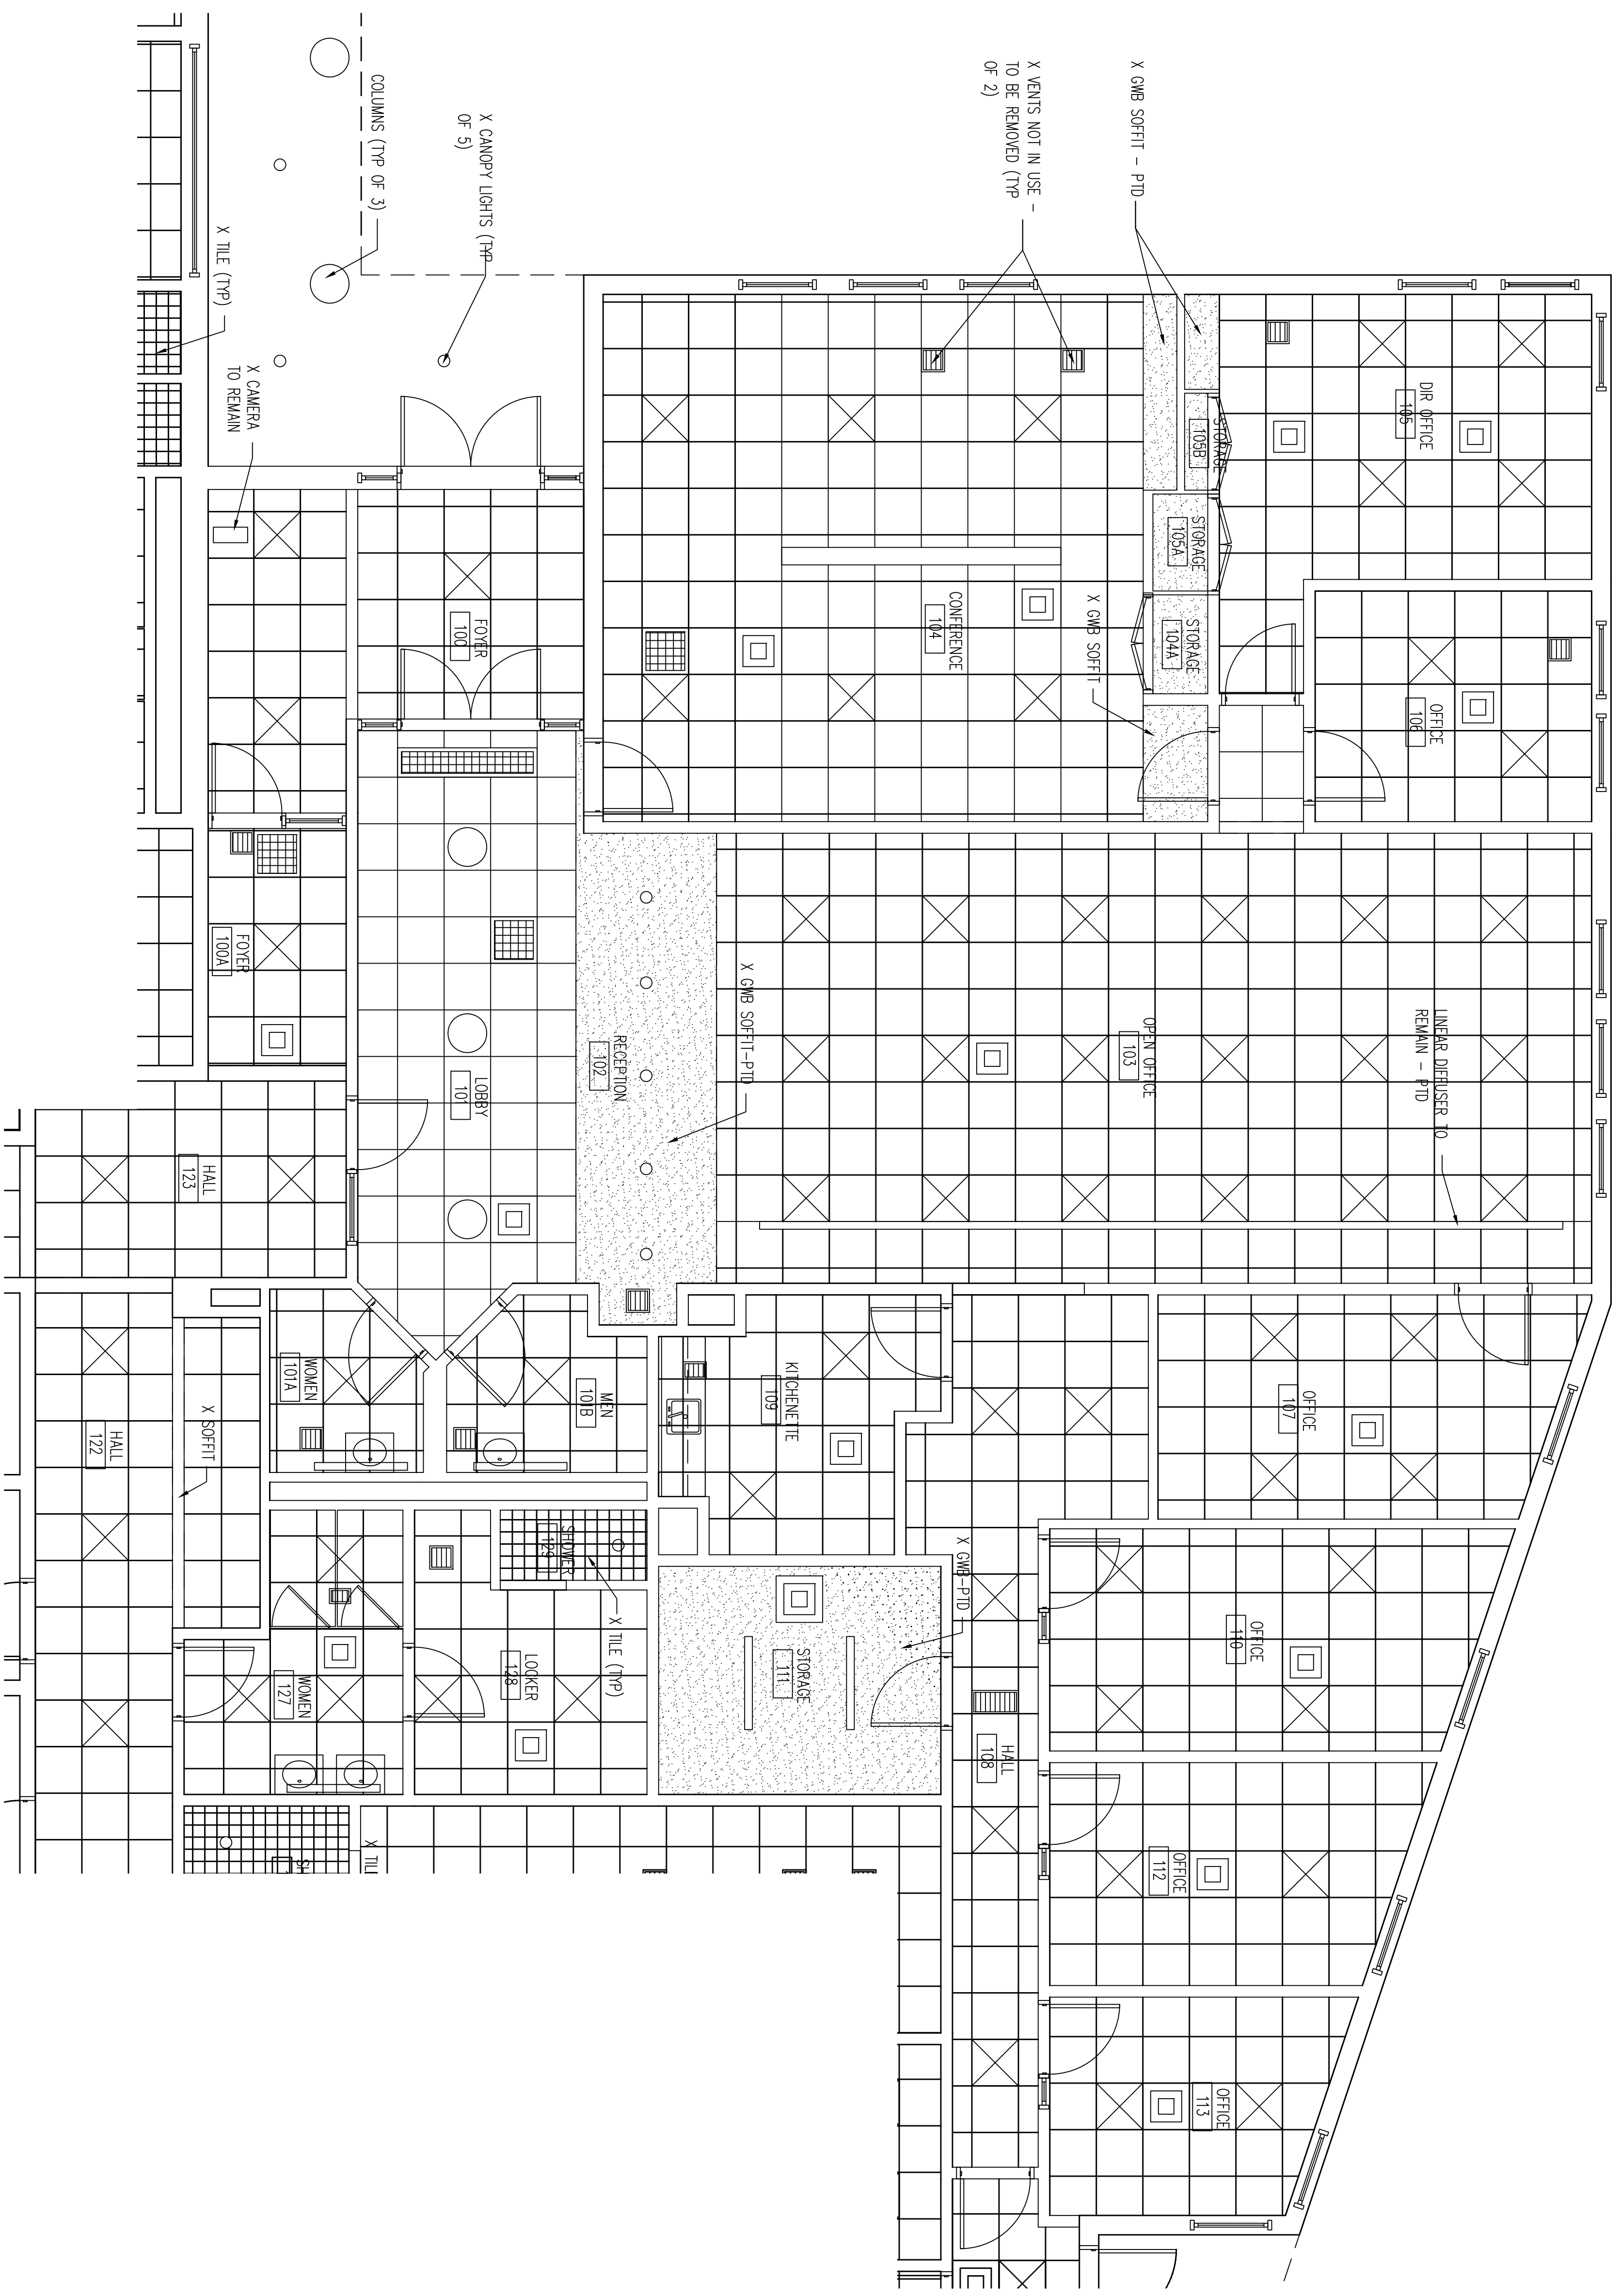 X GWB SOFFIT - PTD
X VENTS NOT IN USE -
TO BE REMOVED (TYP
OF 2)
X CANOPY LIGHTS (TYP
OF 5)
COLUMNS (TYP OF 3)
X TILE (TYP)
X CAMERA
TO REMAIN
DIR OFFICE
105
STORAGE
105B
STORAGE
105A
STORAGE
104A
X GWB SOFFIT
CONFERENCE
104
OFFICE
106
FOYER
100
FOYER
100A
LINEAR DIFFUSER TO
REMAIN - PTD
OPEN OFFICE
103
X GWB SOFFIT-PTD
RECEPTION
102
LOBBY
101
HALL
123
OFFICE
107
KITCHENETTE
109
MEN
101B
WOMEN
101A
X SOFFIT
HALL
122
X GWB-PTD
OFFICE
110
STORAGE
111
SHOWER
129
X TILE (TYP)
LOCKER
128
WOMEN
127
HALL
108
OFFICE
112
OFFICE
113
X TIL